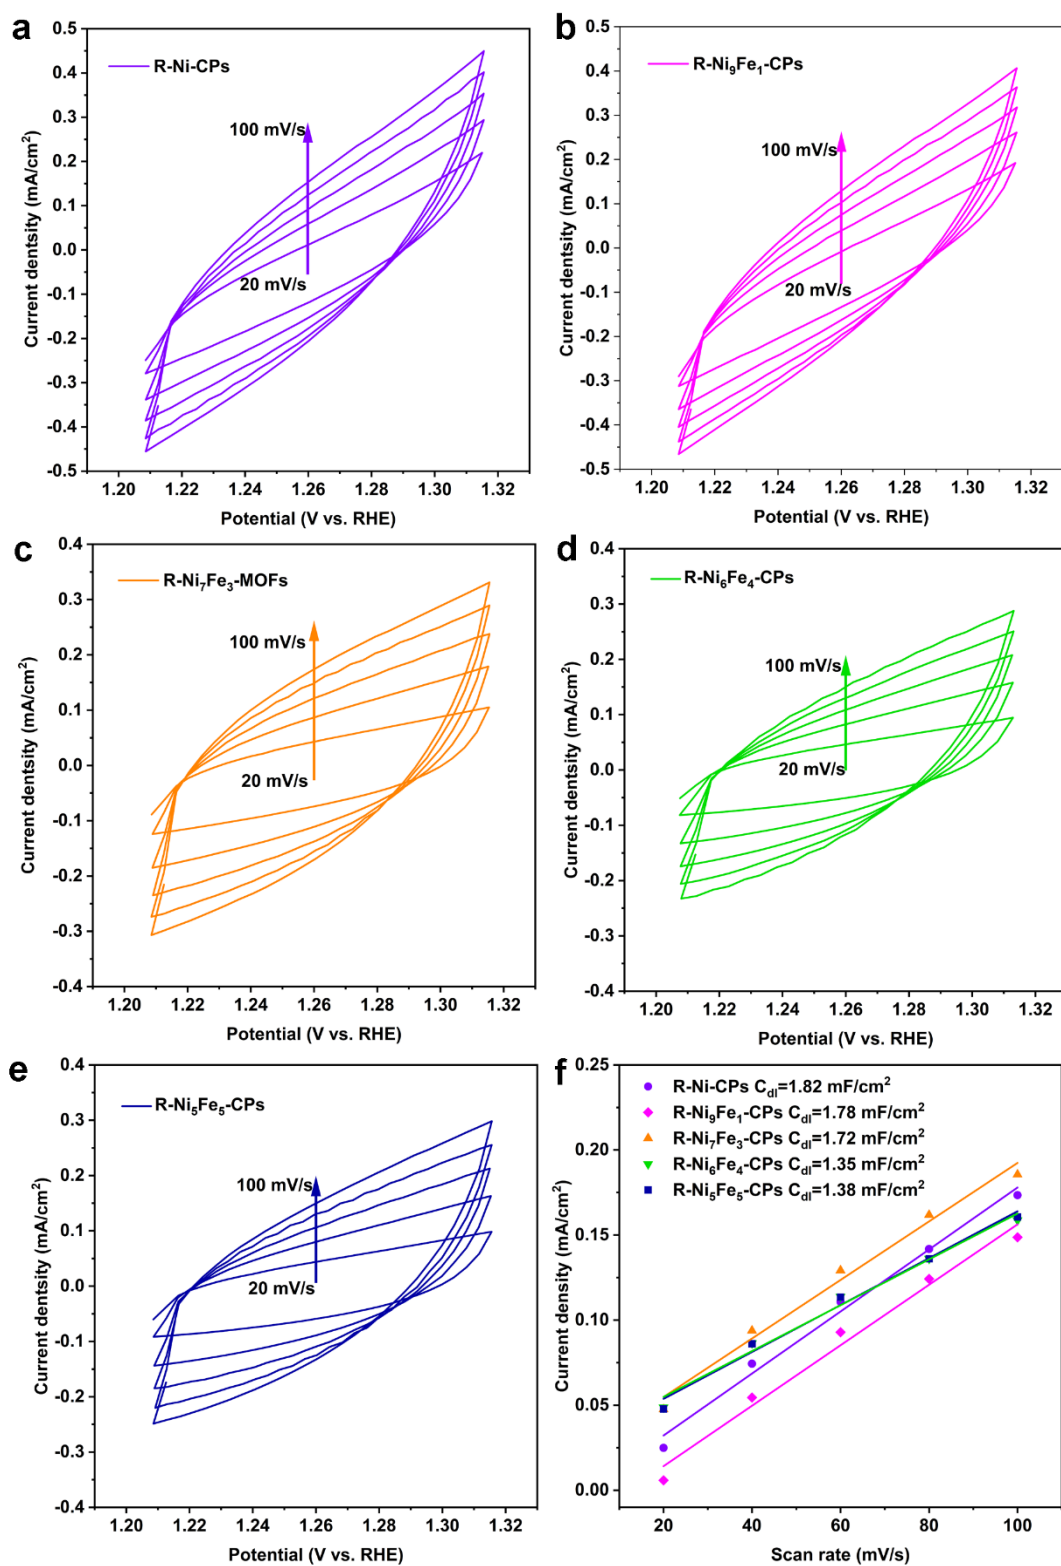 a
R-Ni-CPs
100 mV/s
20 mV/s
Current dentsity (mA/cm²)
0.5
0.4
0.3
0.2
0.1
0.0
-0.1
-0.2
-0.3
-0.4
-0.5
1.20 1.22 1.24 1.26 1.28 1.30 1.32
Potential (V vs. RHE)
b
R-Ni₉Fe₁-CPs
100 mV/s
20 mV/s
Current dentsity (mA/cm²)
0.5
0.4
0.3
0.2
0.1
0.0
-0.1
-0.2
-0.3
-0.4
-0.5
1.20 1.22 1.24 1.26 1.28 1.30 1.32
Potential (V vs. RHE)
c
R-Ni₇Fe₃-MOFs
100 mV/s
20 mV/s
Current dentsity (mA/cm²)
0.4
0.3
0.2
0.1
0.0
-0.1
-0.2
-0.3
-0.4
1.20 1.22 1.24 1.26 1.28 1.30 1.32
Potential (V vs. RHE)
d
R-Ni₆Fe₄-CPs
100 mV/s
20 mV/s
Current dentsity (mA/cm²)
0.4
0.3
0.2
0.1
0.0
-0.1
-0.2
-0.3
-0.4
1.20 1.22 1.24 1.26 1.28 1.30 1.32
Potential (V vs. RHE)
e
R-Ni₅Fe₅-CPs
100 mV/s
20 mV/s
Current dentsity (mA/cm²)
0.4
0.3
0.2
0.1
0.0
-0.1
-0.2
-0.3
-0.4
1.20 1.22 1.24 1.26 1.28 1.30 1.32
Potential (V vs. RHE)
f
R-Ni-CPs C_dl=1.82 mF/cm²
R-Ni₉Fe₁-CPs C_dl=1.78 mF/cm²
R-Ni₇Fe₃-CPs C_dl=1.72 mF/cm²
R-Ni₆Fe₄-CPs C_dl=1.35 mF/cm²
R-Ni₅Fe₅-CPs C_dl=1.38 mF/cm²
Current density (mA/cm²)
0.25
0.20
0.15
0.10
0.05
0.00
20 40 60 80 100
Scan rate (mV/s)